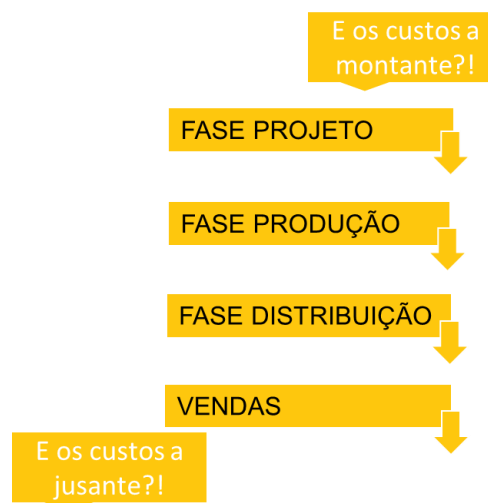 E os custos a
montante?!
FASE PROJETO
FASE PRODUÇÃO
FASE DISTRIBUIÇÃO
VENDAS
E os custos a
jusante?!